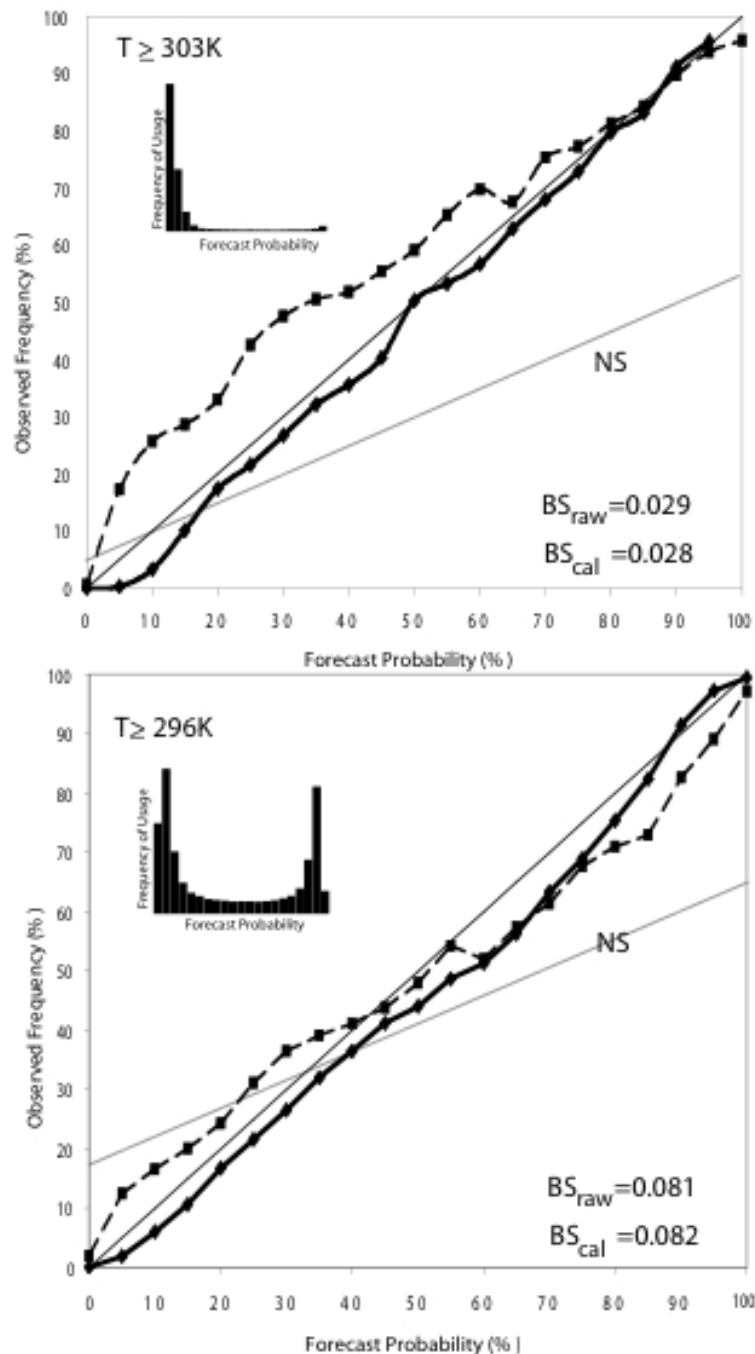 100
T ≥ 303K
90
80
Frequency of Usage
70
Forecast Probability
60
50
Observed Frequency (%)
40
NS
30
20
BSraw=0.029
10
BScal =0.028
0
0 10 20 30 40 50 60 70 80 90 100
Forecast Probability (%)
100
T≥ 296K
90
80
Frequency of Usage
70
Forecast Probability
60
NS
50
Observed Frequency (%)
40
30
20
BSraw=0.081
10
BScal =0.082
0
0 10 20 30 40 50 60 70 80 90 100
Forecast Probability (%)